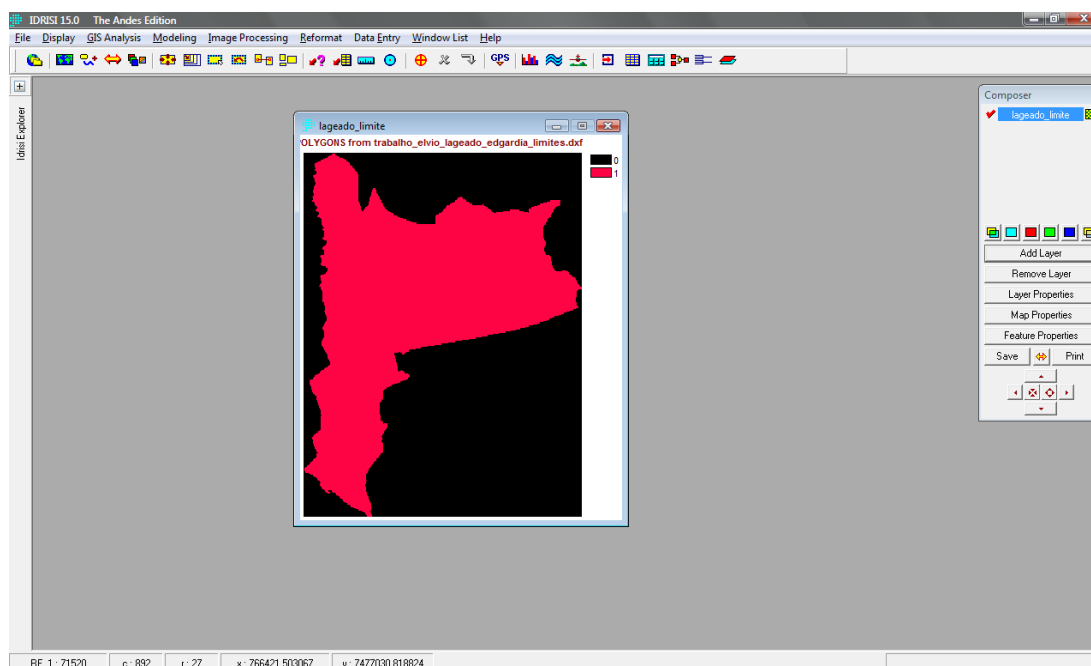 IDRISI 15.0 The Andes Edition
File Display GIS Analysis Modeling Image Processing Reformat Data Entry Window List Help
GPS
Idrisi Explorer
lageado_limite
POLYGONS from trabalho_elvio_lageado_edgardia_limites.dxf
0
1
Composer
lageado_limite
Add Layer
Remove Layer
Layer Properties
Map Properties
Feature Properties
Save Print
RF 1 : 71520 c : 892 r : 27 x : 766421.503067 y : 7477030.818824